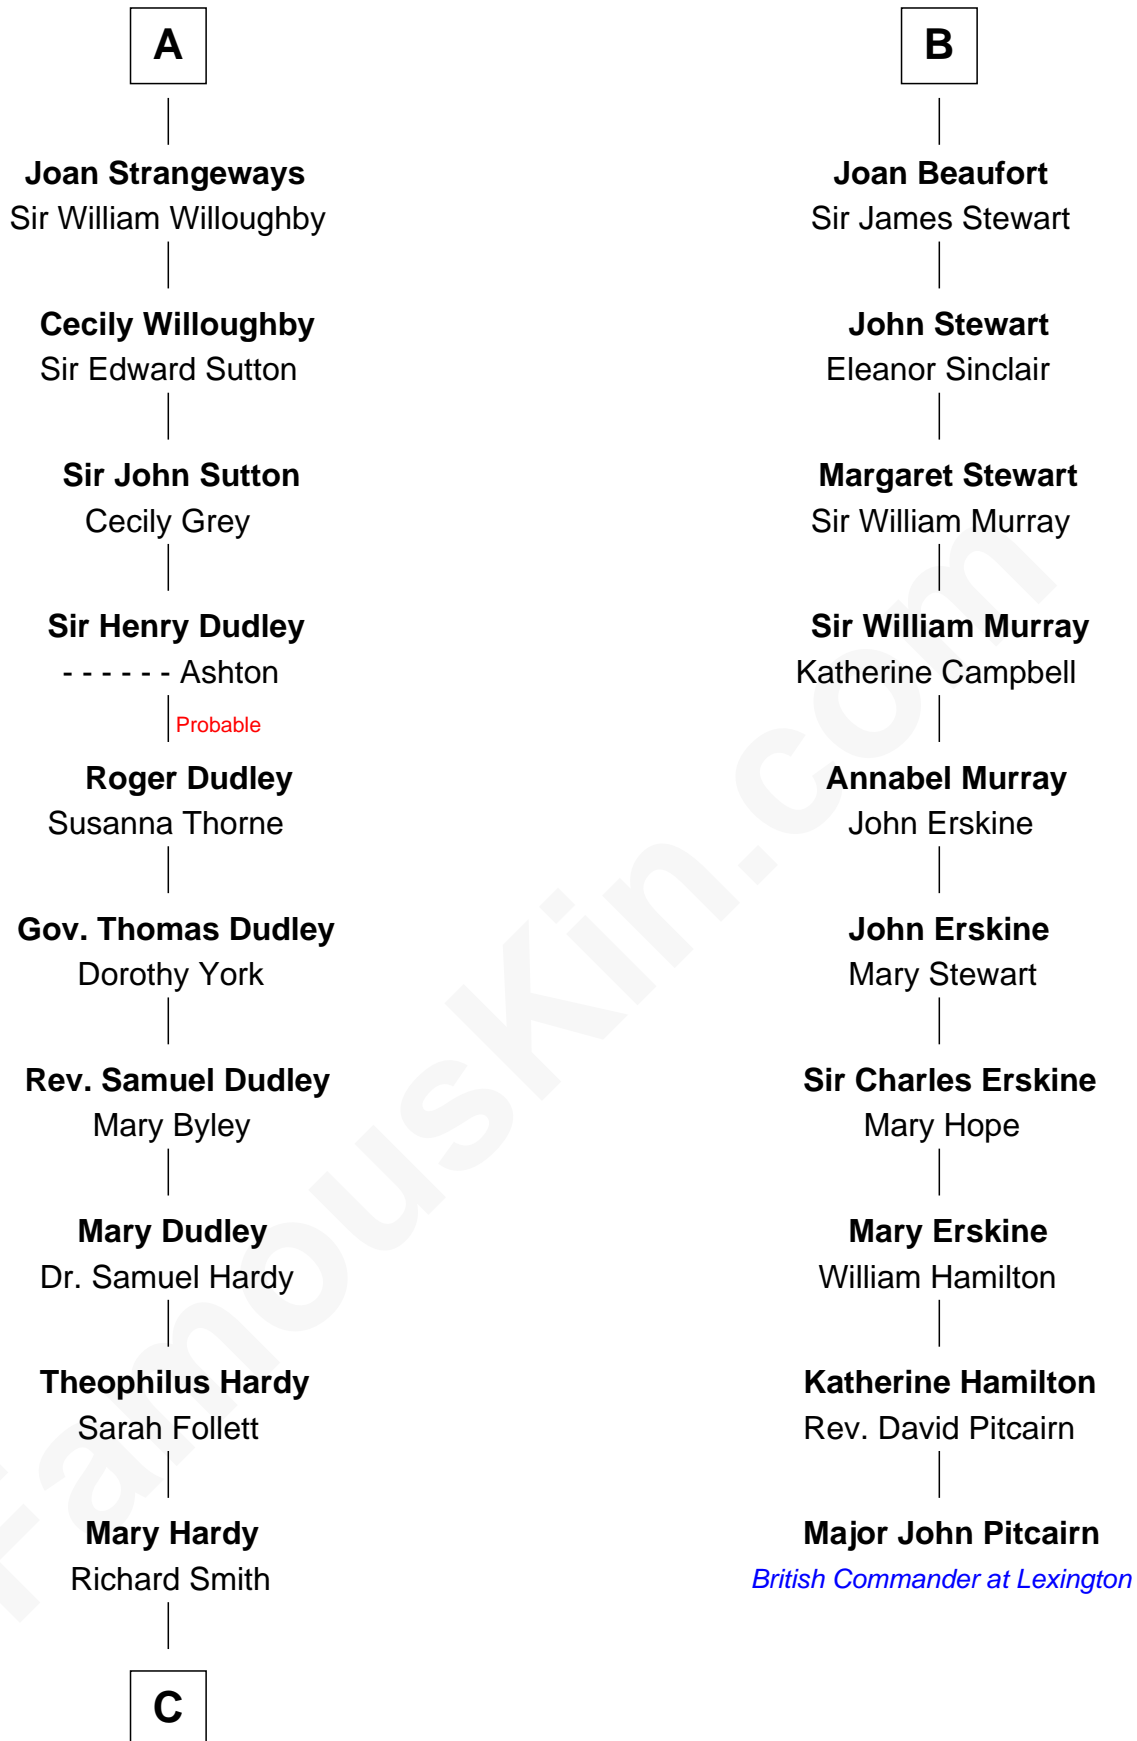 A
Joan Strangeways
Sir William Willoughby
Cecily Willoughby
Sir Edward Sutton
Sir John Sutton
Cecily Grey
Sir Henry Dudley
- - - - - - Ashton
Probable
Roger Dudley
Susanna Thorne
Gov. Thomas Dudley
Dorothy York
Rev. Samuel Dudley
Mary Byley
Mary Dudley
Dr. Samuel Hardy
Theophilus Hardy
Sarah Follett
Mary Hardy
Richard Smith
C
B
Joan Beaufort
Sir James Stewart
John Stewart
Eleanor Sinclair
Margaret Stewart
Sir William Murray
Sir William Murray
Katherine Campbell
Annabel Murray
John Erskine
John Erskine
Mary Stewart
Sir Charles Erskine
Mary Hope
Mary Erskine
William Hamilton
Katherine Hamilton
Rev. David Pitcairn
Major John Pitcairn
British Commander at Lexington
FamousKin.com